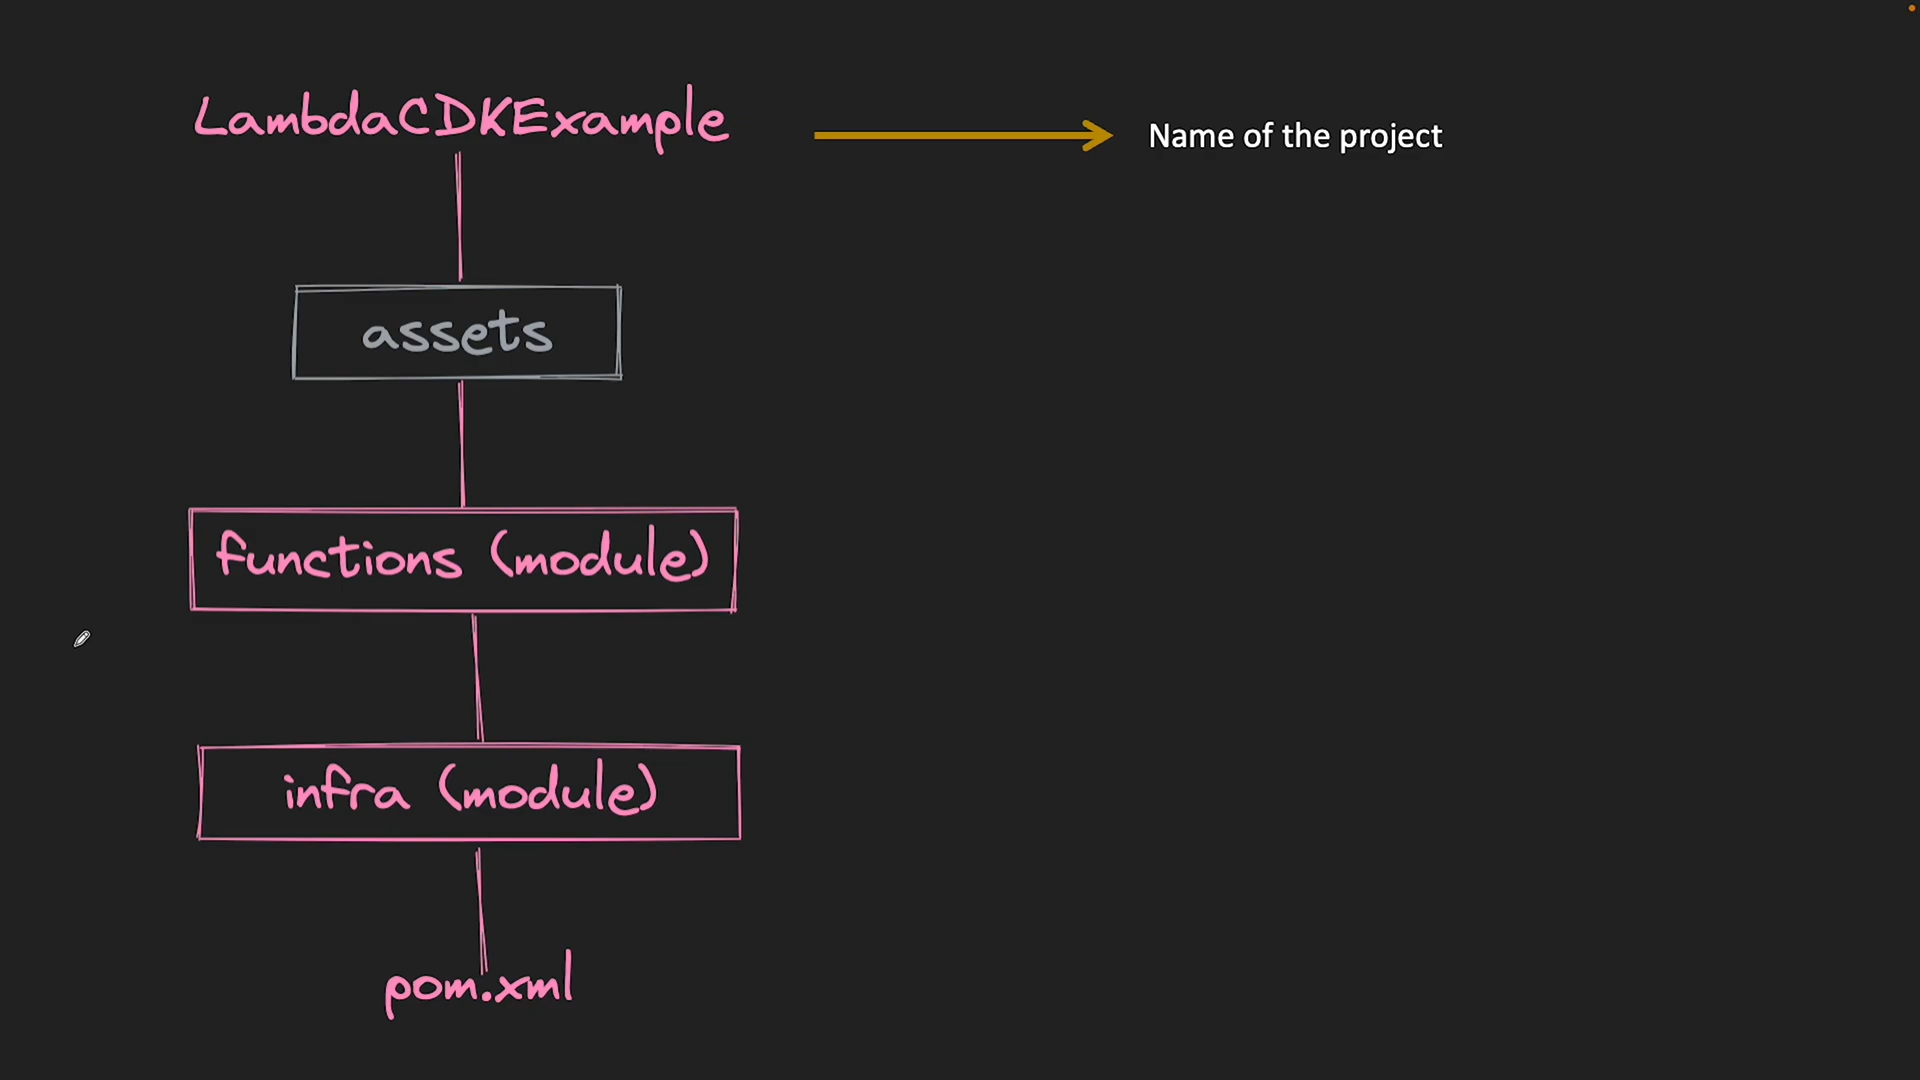 LambdaCDKExample
Name of the project
assets
functions (module)
infra (module)
pom.xml